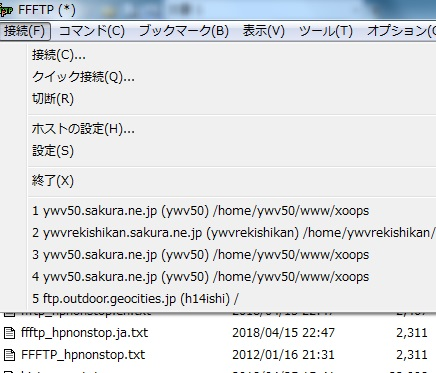 FFFTP (*)
接続(F) コマンド(C) ブックマーク(B) 表示(V) ツール(T) オプション(
接続(C)...
クイック接続(Q)...
切断(R)
ホストの設定(H)...
設定(S)
終了(X)
1 ywv50.sakura.ne.jp (ywv50) /home/ywv50/www/xoops
2 ywvrekishikan.sakura.ne.jp (ywvrekishikan) /home/ywvrekishikan/
3 ywv50.sakura.ne.jp (ywv50) /home/ywv50/www/xoops
4 ywv50.sakura.ne.jp (ywv50) /home/ywv50/www/xoops
5 ftp.outdoor.geocities.jp (h14ishi) /
ffftp_hpnonstop.ja.txt 2018/04/15 22:47 2,311
FFFTP_hpnonstop.txt 2012/01/16 21:31 2,311